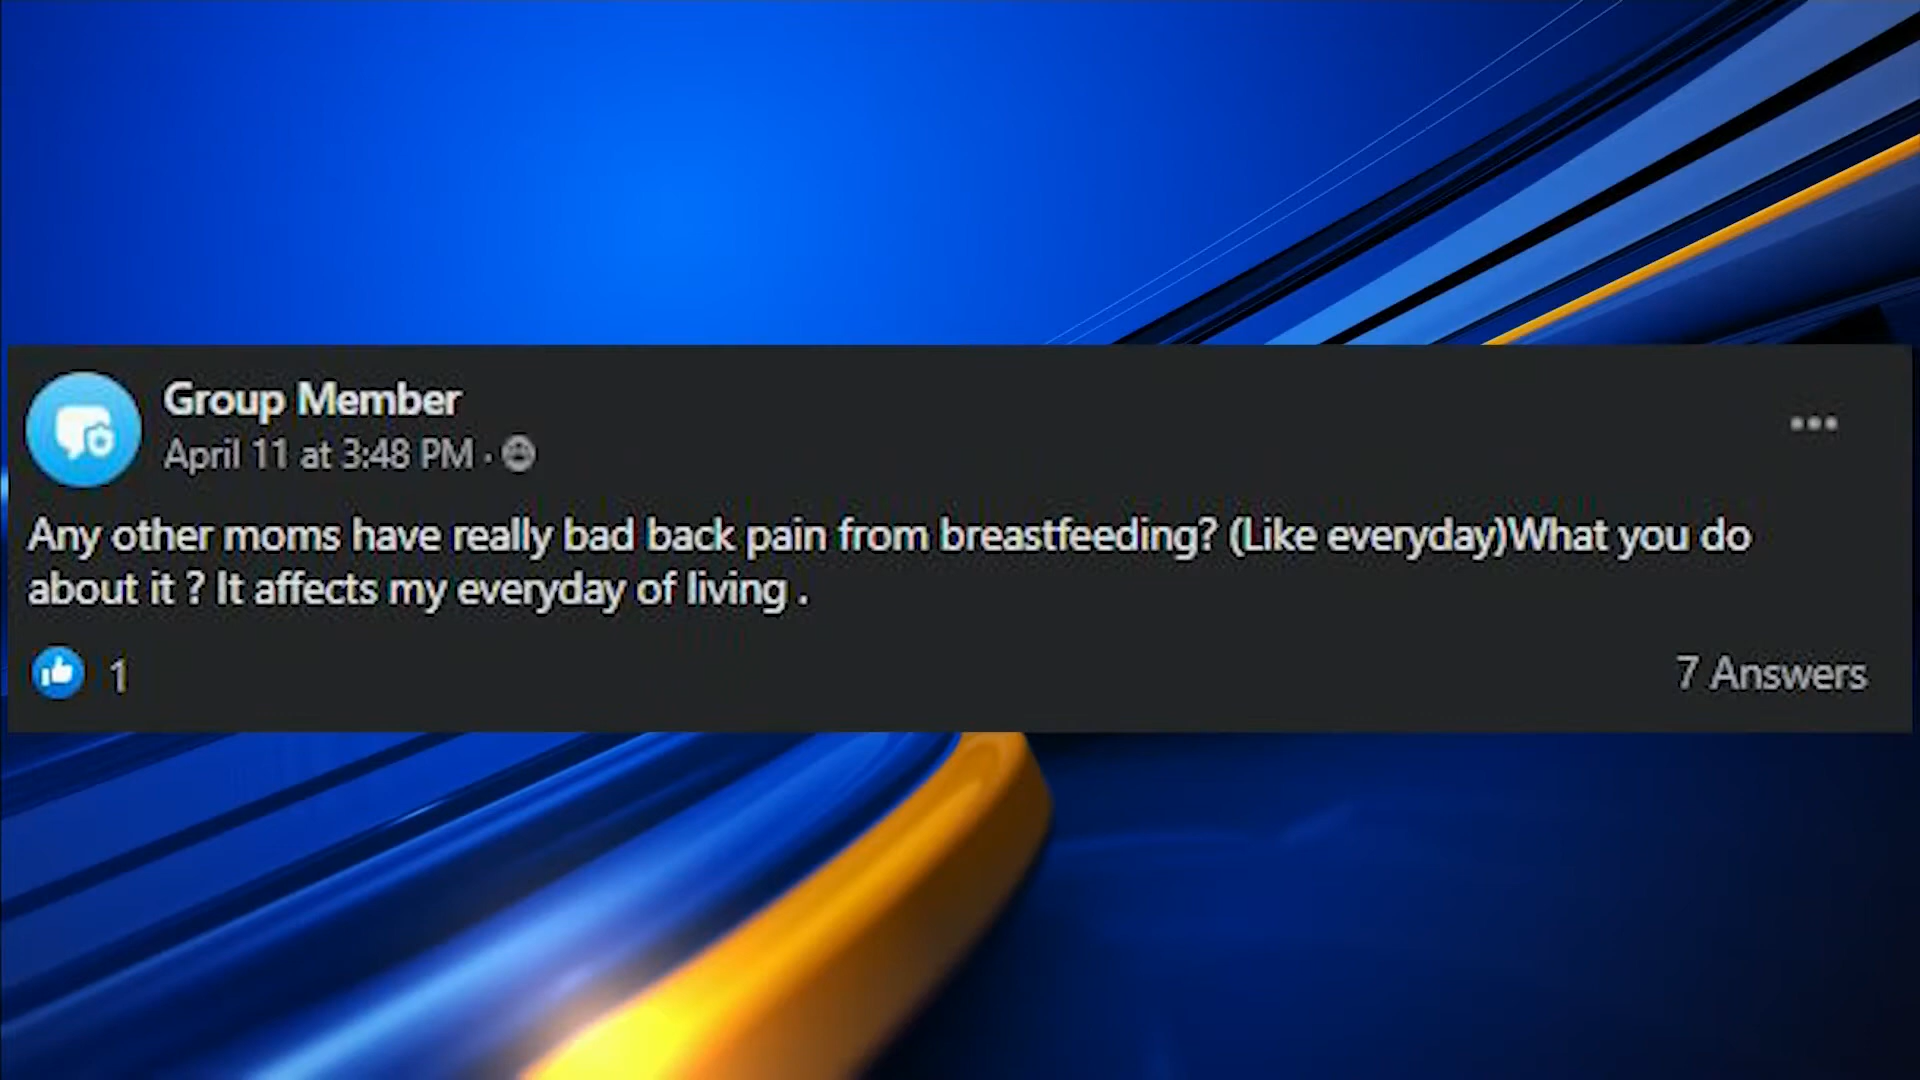 Group Member
April 11 at 3:48 PM ·
Any other moms have really bad back pain from breastfeeding? (Like everyday)What you do
about it ? It affects my everyday of living .
1
7 Answers